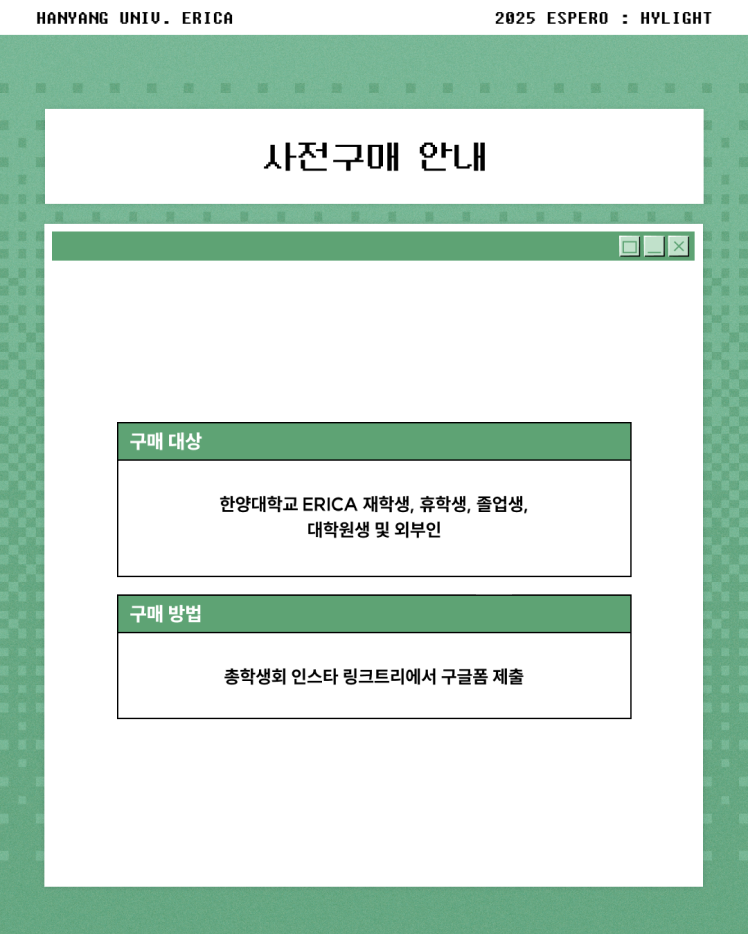 HANYANG UNIV. ERICA
2025 ESPERO : HYLIGHT
사전구매 안내
구매 대상
한양대학교 ERICA 재학생, 휴학생, 졸업생,
대학원생 및 외부인
구매 방법
총학생회 인스타 링크트리에서 구글폼 제출